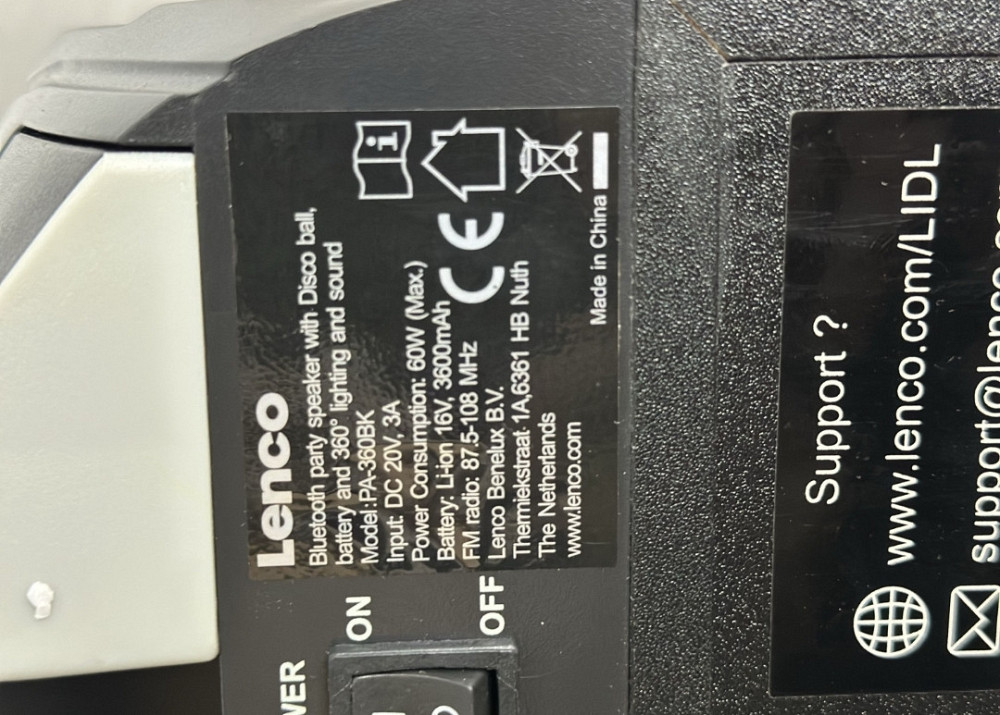 Lenco
Bluetooth party speaker with Disco ball,
battery and 360° lighting and sound
Model:PA-360BK
Input: DC 20V, 3A
Power Consumption: 60W (Max.)
Battery: Li-ion 16V, 3600mAh
FM radio: 87.5-108 MHz
Lenco Benelux B.V.
Thermiekstraat 1A,6361 HB Nuth
The Netherlands
www.lenco.com
CE
Made in China
ON
OFF
Support ?
www.lenco.com/LIDL